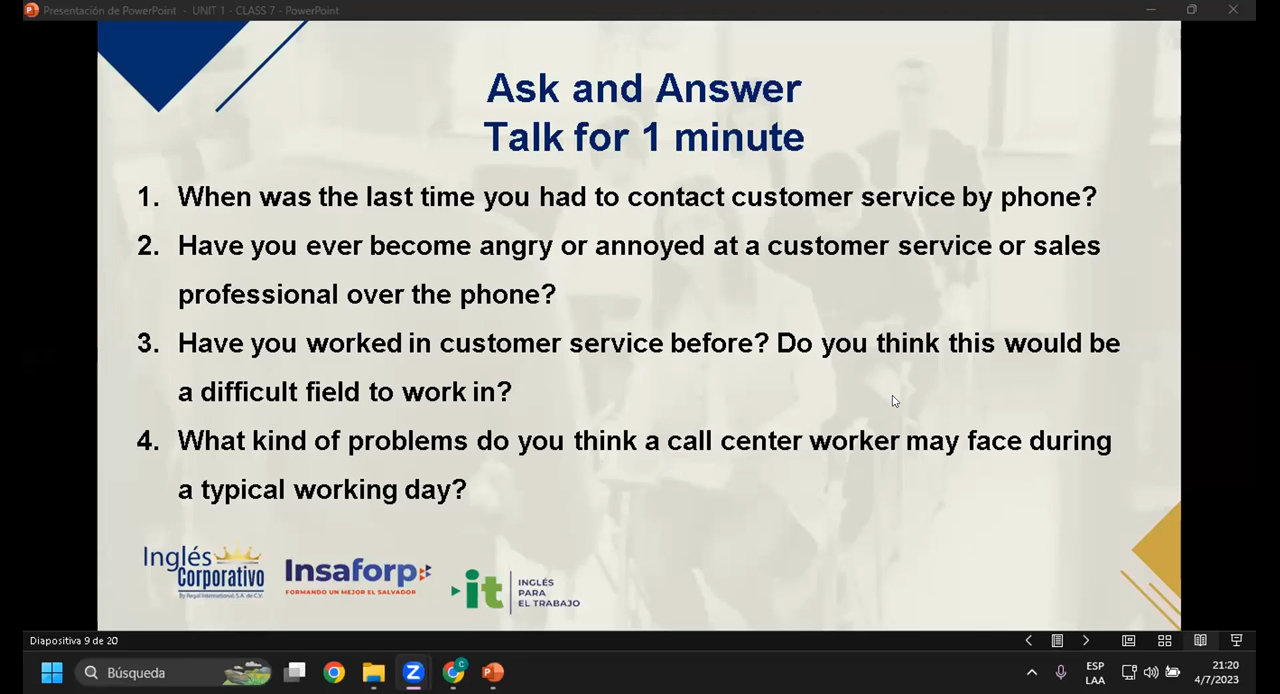 Presentación de PowerPoint - UNIT 1 - CLASS 7 - PowerPoint
Ask and Answer
Talk for 1 minute
1. When was the last time you had to contact customer service by phone?
2. Have you ever become angry or annoyed at a customer service or sales
professional over the phone?
3. Have you worked in customer service before? Do you think this would be
a difficult field to work in?
4. What kind of problems do you think a call center worker may face during
a typical working day?
Inglés
Corporativo
By Regal International, S.A. de C.V.
Insaforp
FORMANDO UN MEJOR EL SALVADOR
it
INGLÉS
PARA
EL TRABAJO
Diapositiva 9 de 20
Búsqueda
ESP
LAA
21:20
4/7/2023